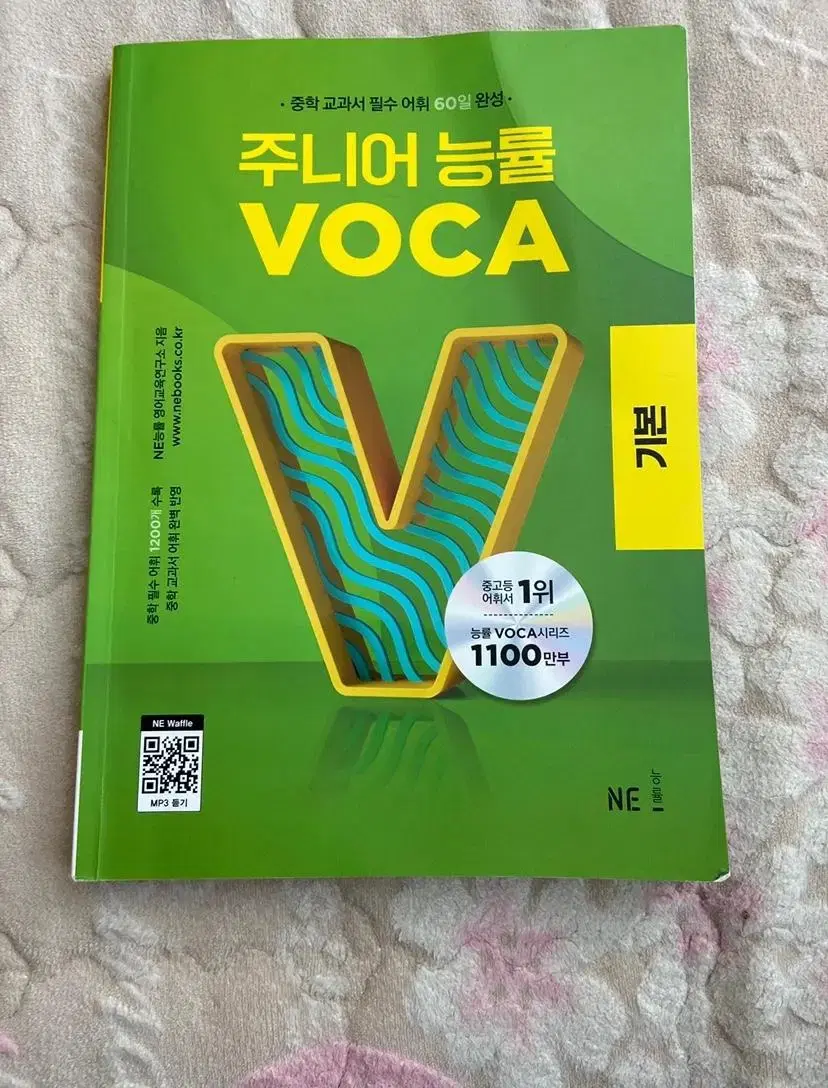 · 중학 교과서 필수 어휘 60일 완성 ·
주니어 능률
VOCA
NE능률 영어교육연구소 지음
www.nebooks.co.kr
중학 필수 어휘 1200개 수록
중학 교과서 어휘 완벽 반영
기본
중고등
어휘서 1위
능률 VOCA시리즈
1100만부
NE Waffle
MP3 듣기
NE 능률